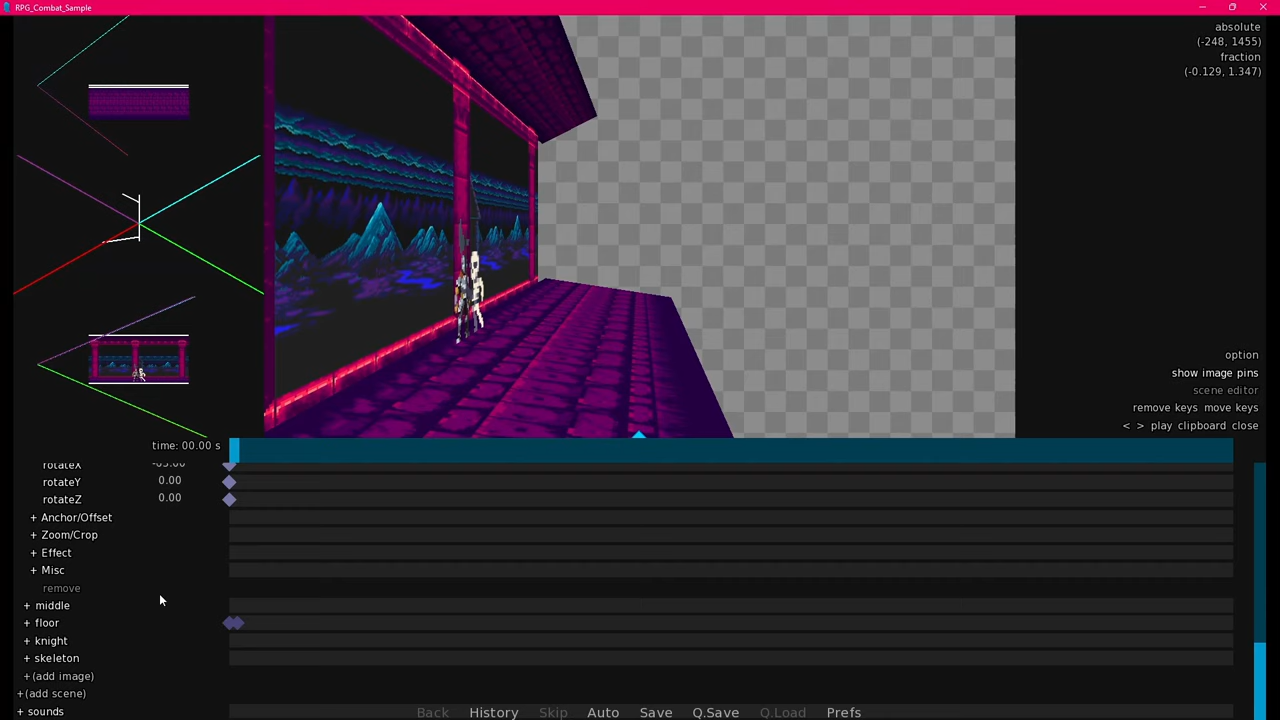 RPG_Combat_Sample
absolute
(-248, 1455)
fraction
(-0.129, 1.347)
option
show image pins
scene editor
remove keys move keys
< > play clipboard close
time: 00.00 s
rotateX
rotateY 0.00
rotateZ 0.00
+ Anchor/Offset
+ Zoom/Crop
+ Effect
+ Misc
remove
+ middle
+ floor
+ knight
+ skeleton
+(add image)
+(add scene)
+ sounds
Back History Skip Auto Save Q.Save Q.Load Prefs